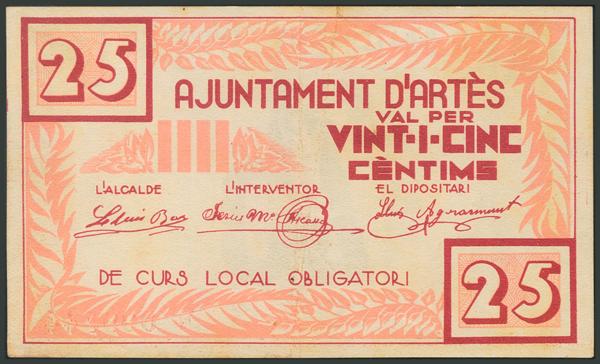 25
AJUNTAMENT D'ARTÈS
VAL PER
VINT-I-CINC
CÈNTIMS
L'ALCALDE L'INTERVENTOR EL DIPOSITARI
DE CURS LOCAL OBLIGATORI
25